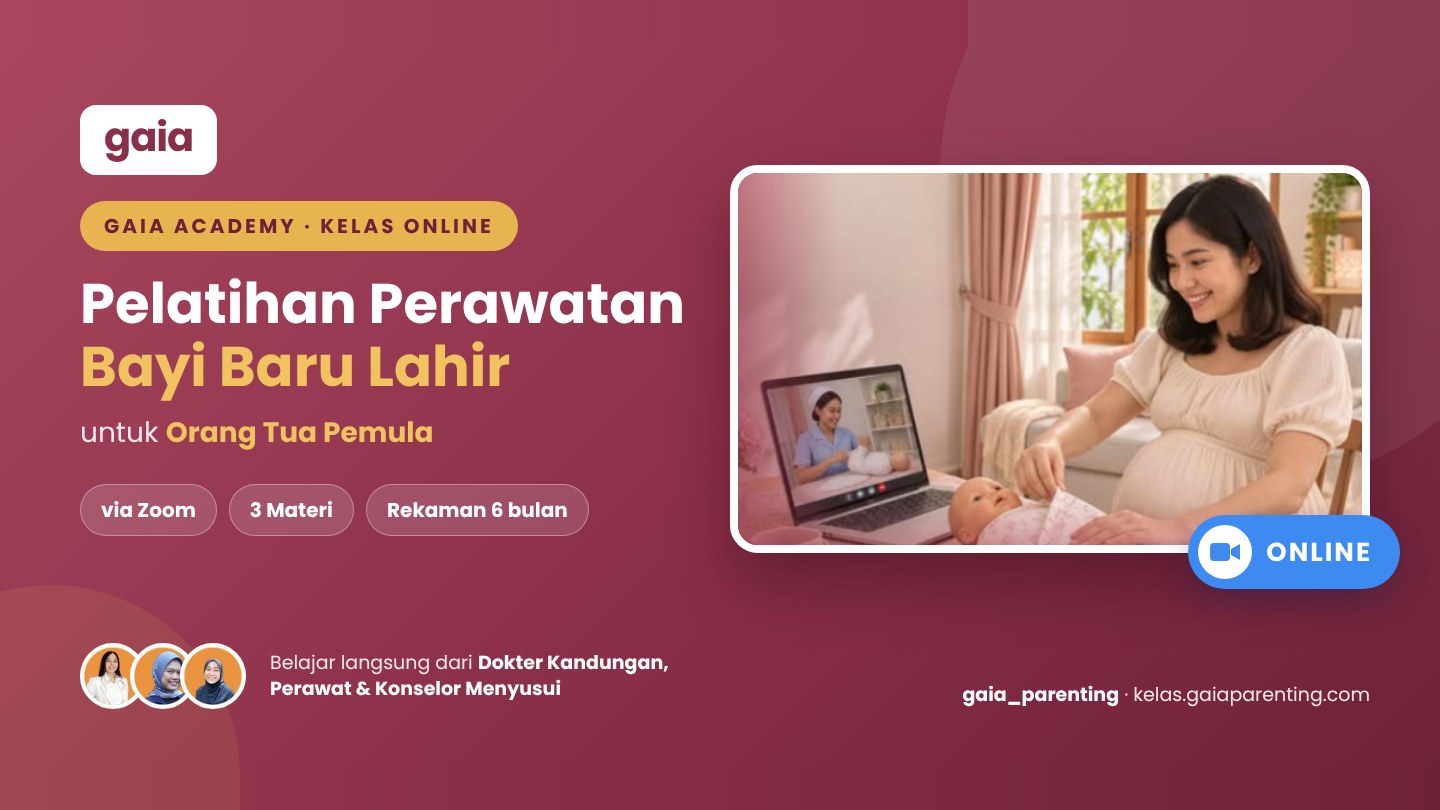 gaia
GAIA ACADEMY · KELAS ONLINE
Pelatihan Perawatan
Bayi Baru Lahir
untuk Orang Tua Pemula
via Zoom
3 Materi
Rekaman 6 bulan
ONLINE
Belajar langsung dari Dokter Kandungan,
Perawat & Konselor Menyusui
gaia_parenting · kelas.gaiaparenting.com